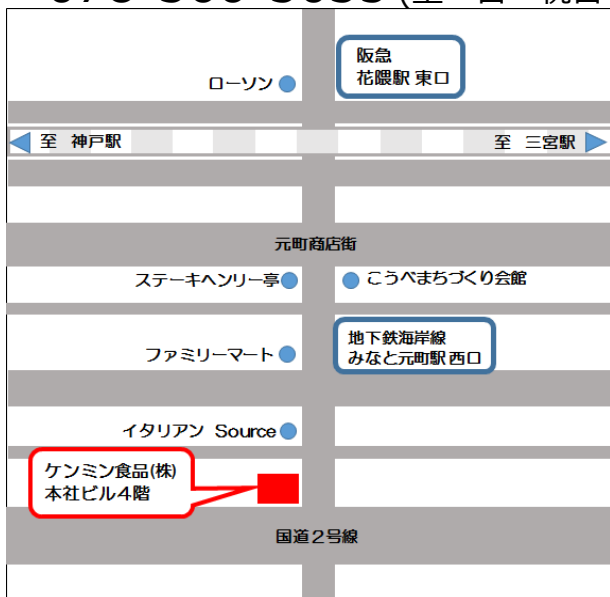 阪急
花隈駅 東口
ローソン
至 神戸駅
至 三宮駅
元町商店街
ステーキヘンリー亭
こうべまちづくり会館
地下鉄海岸線
みなと元町駅 西口
ファミリーマート
イタリアン Source
ケンミン食品(株)
本社ビル4階
国道2号線